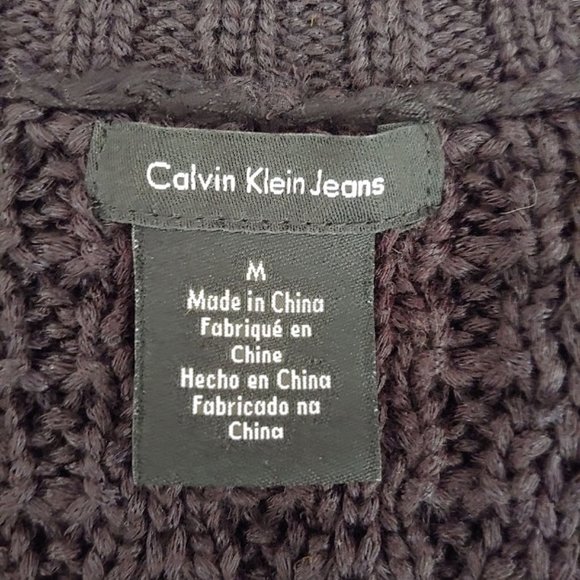 Calvin Klein Jeans
M
Made in China
Fabriqué en
Chine
Hecho en China
Fabricado na
China